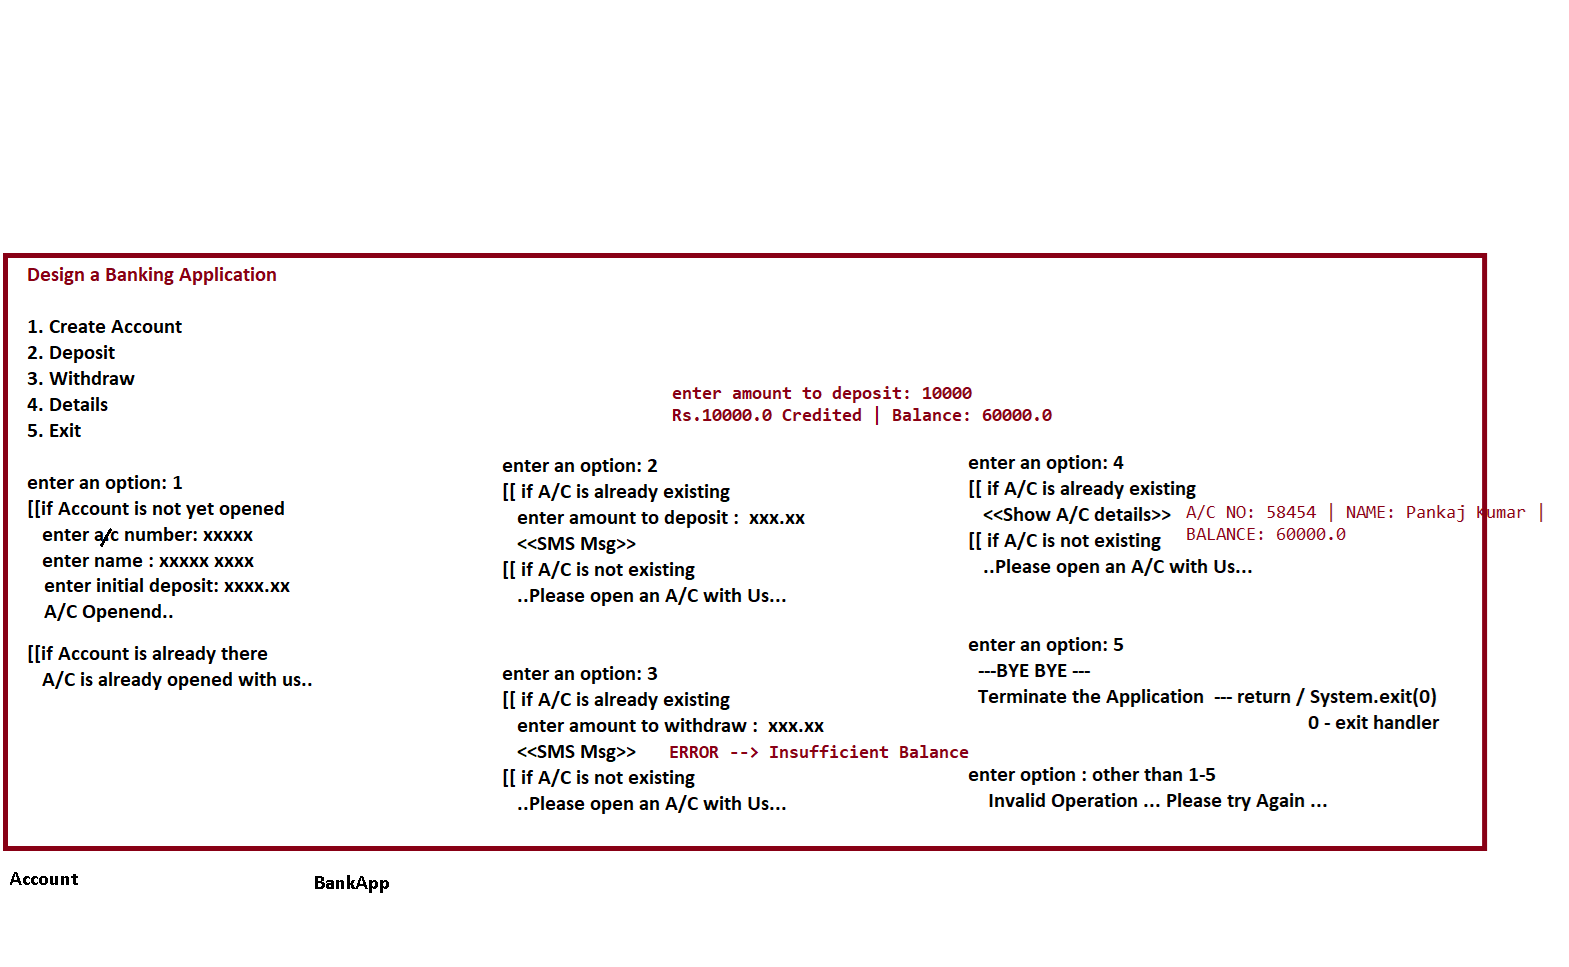 Design a Banking Application
1. Create Account
2. Deposit
3. Withdraw
4. Details
5. Exit
enter an option: 1
[[if Account is not yet opened
enter a/c number: xxxxx
enter name : xxxxx xxxx
enter initial deposit: xxxx.xx
A/C Openend..
[[if Account is already there
A/C is already opened with us..
enter amount to deposit: 10000
Rs.10000.0 Credited | Balance: 60000.0
enter an option: 2
[[ if A/C is already existing
enter amount to deposit :  xxx.xx
<<SMS Msg>>
[[ if A/C is not existing
..Please open an A/C with Us...
enter an option: 3
[[ if A/C is already existing
enter amount to withdraw :  xxx.xx
<<SMS Msg>> ERROR --> Insufficient Balance
[[ if A/C is not existing
..Please open an A/C with Us...
enter an option: 4
[[ if A/C is already existing
<<Show A/C details>> A/C NO: 58454 | NAME: Pankaj Kumar |
BALANCE: 60000.0
[[ if A/C is not existing
..Please open an A/C with Us...
enter an option: 5
---BYE BYE ---
Terminate the Application  --- return / System.exit(0)
0 - exit handler
enter option : other than 1-5
Invalid Operation ... Please try Again ...
Account
BankApp